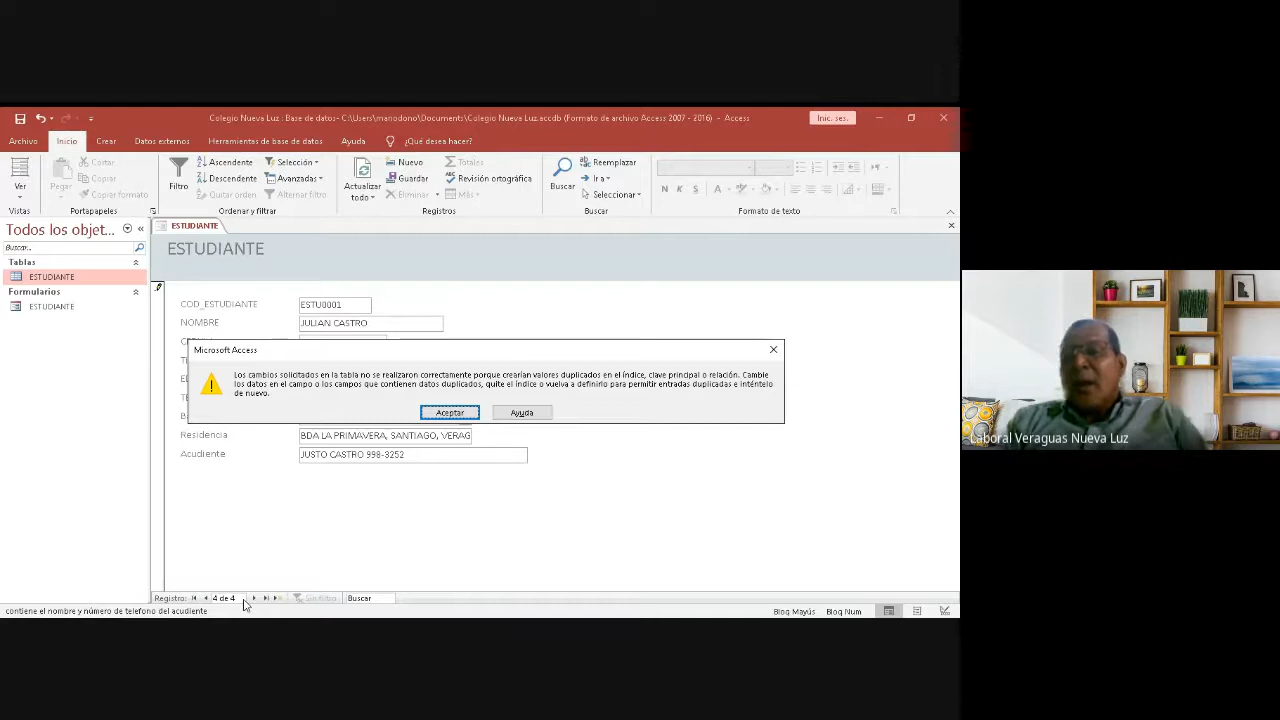 Colegio Nueva Luz : Base de datos- C:\Users\manodono\Documents\Colegio Nueva Luz.accdb (Formato de archivo Access 2007 - 2016) - Access
Inic. ses.
Archivo Inicio Crear Datos externos Herramientas de base de datos Ayuda ¿Qué desea hacer?
Ver
Vistas
Pegar
Cortar
Copiar
Copiar formato
Portapapeles
Filtro
Ascendente
Descendente
Quitar orden
Selección
Avanzadas
Alternar filtro
Ordenar y filtrar
Actualizar
todo
Nuevo
Guardar
Eliminar
Totales
Revisión ortográfica
Más
Registros
Buscar
Reemplazar
Ir a
Seleccionar
Buscar
N K S
A
Formato de texto
Todos los objet...
Buscar...
Tablas
ESTUDIANTE
Formularios
ESTUDIANTE
ESTUDIANTE
ESTUDIANTE
COD_ESTUDIANTE ESTU0001
NOMBRE JULIAN CASTRO
Microsoft Access
Los cambios solicitados en la tabla no se realizaron correctamente porque crearían valores duplicados en el índice, clave principal o relación. Cambie
los datos en el campo o los campos que contienen datos duplicados, quite el índice o vuelva a definirlo para permitir entradas duplicadas e inténtelo
de nuevo.
Aceptar Ayuda
Residencia BDA LA PRIMAVERA, SANTIAGO, VERAG
Acudiente JUSTO CASTRO 998-3252
Registro: 4 de 4 Sin filtro Buscar
contiene el nombre y número de telefono del acudiente
Bloq Mayús Bloq Num
Laboral Veraguas Nueva Luz